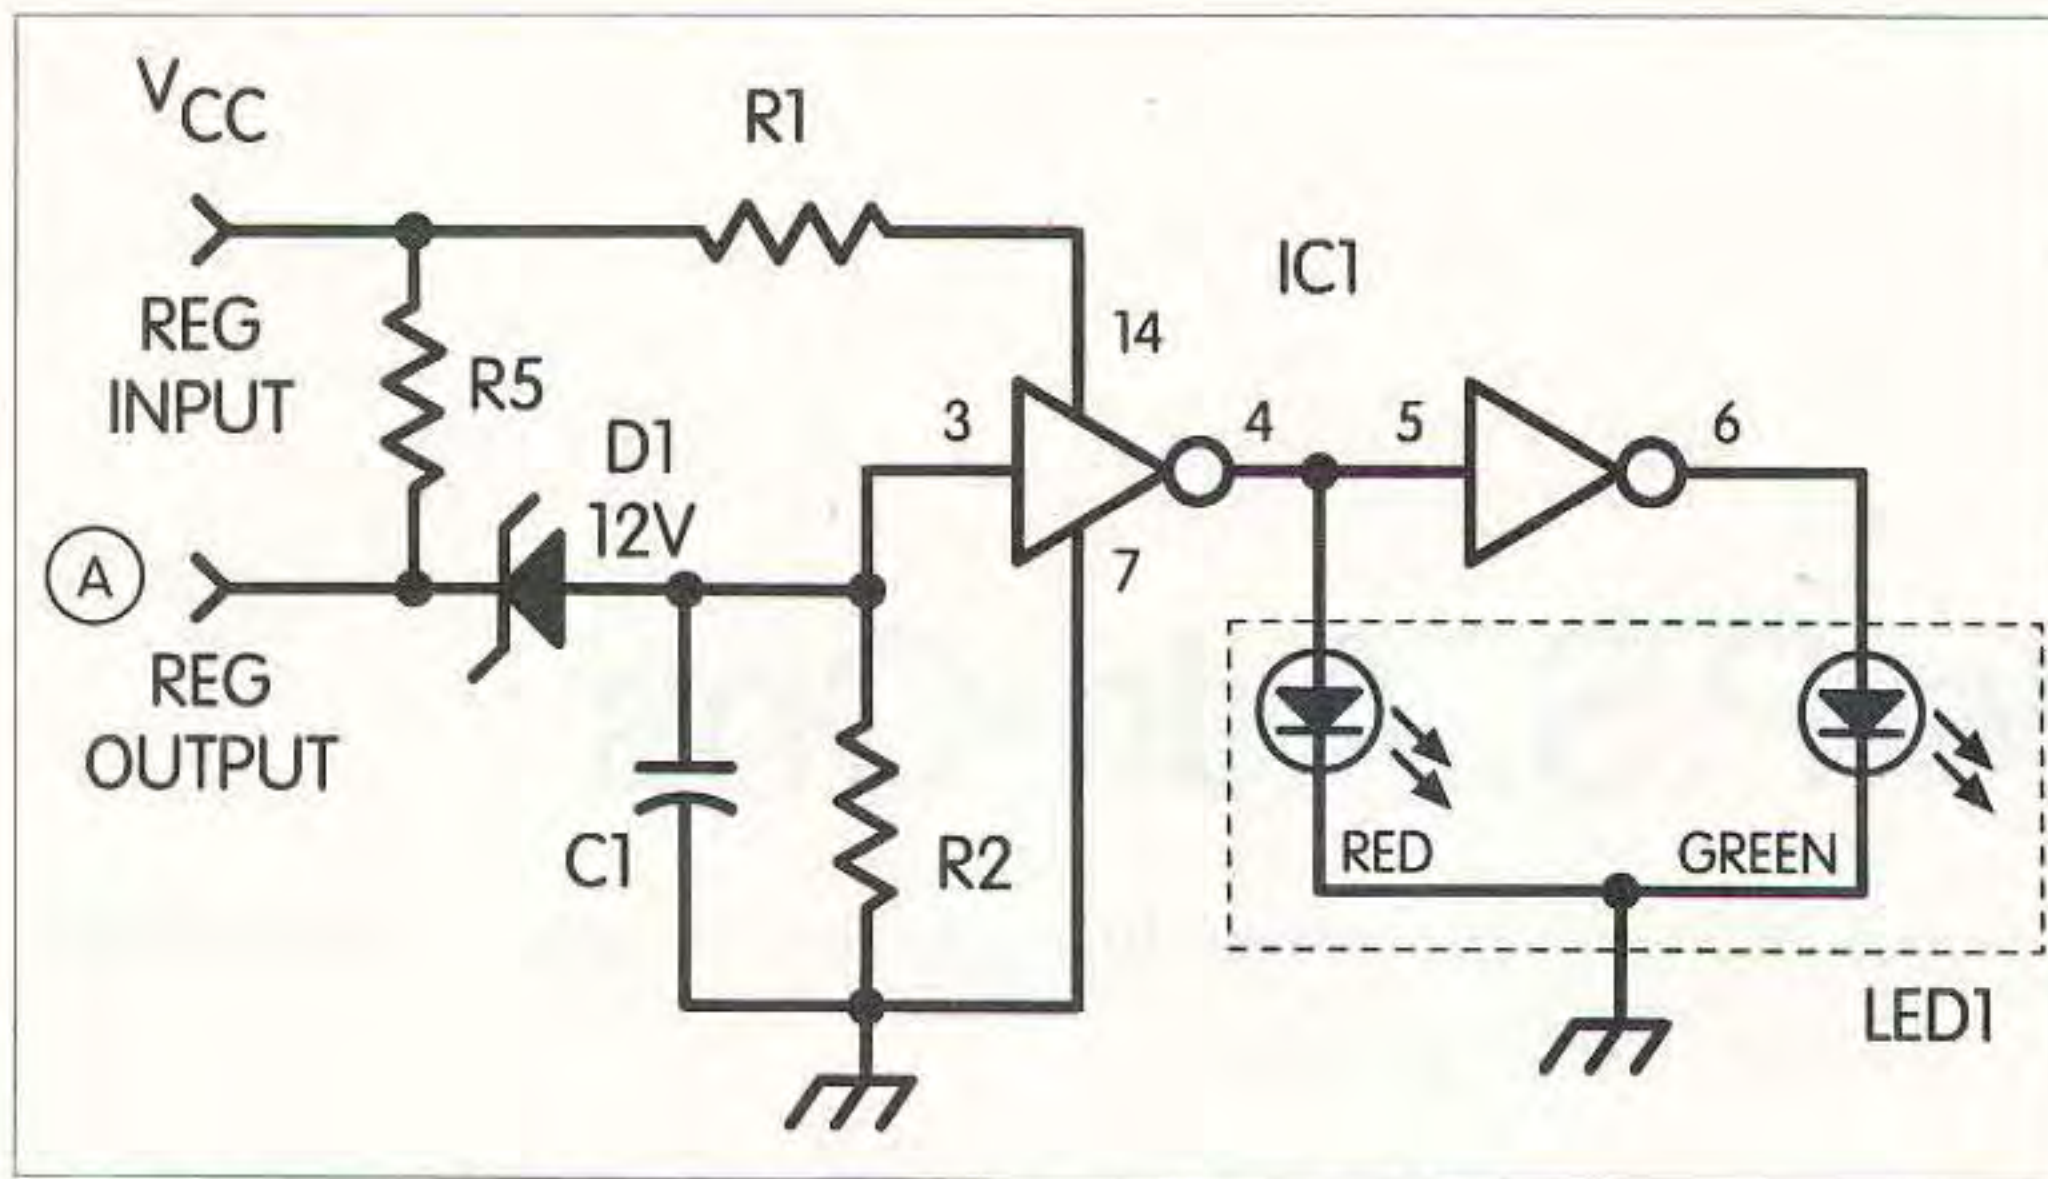 VCC
R1
IC1
REG
INPUT
R5
14
D1
12V
3
4
5
6
7
A
REG
OUTPUT
C1
R2
RED
GREEN
LED1